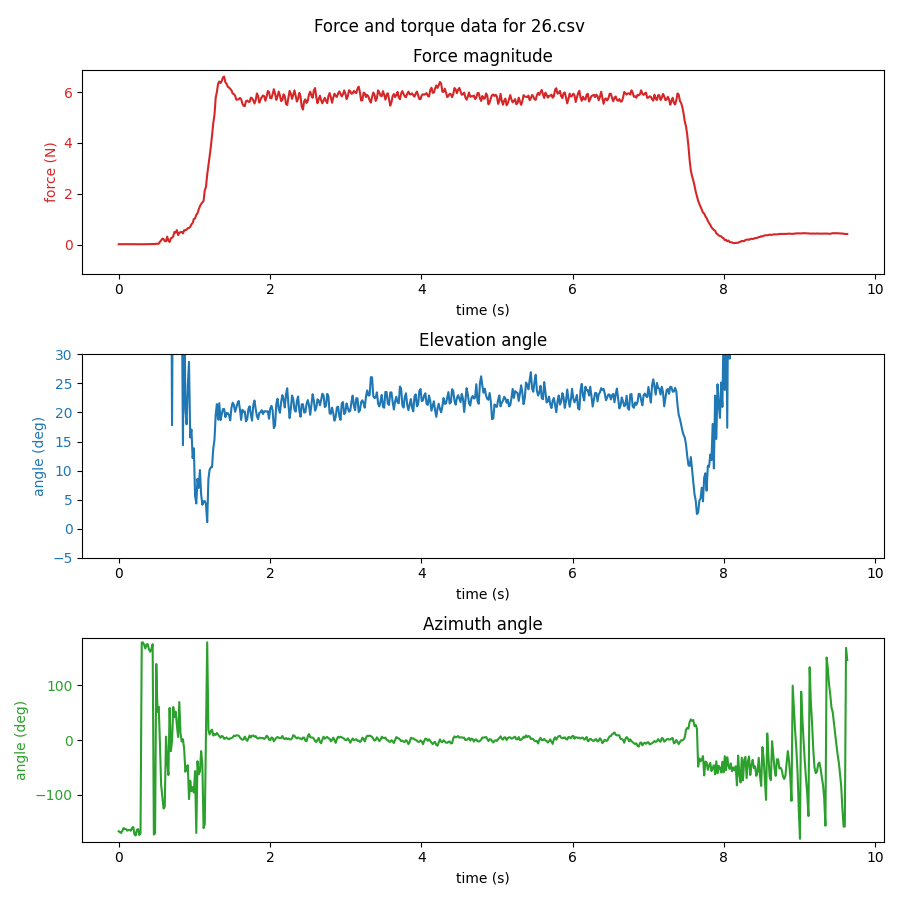 Force and torque data for 26.csv
Force magnitude
force (N)
6
4
2
0
0 2 4 6 8 10
time (s)
Elevation angle
angle (deg)
30
25
20
15
10
5
0
−5
0 2 4 6 8 10
time (s)
Azimuth angle
angle (deg)
100
0
−100
0 2 4 6 8 10
time (s)